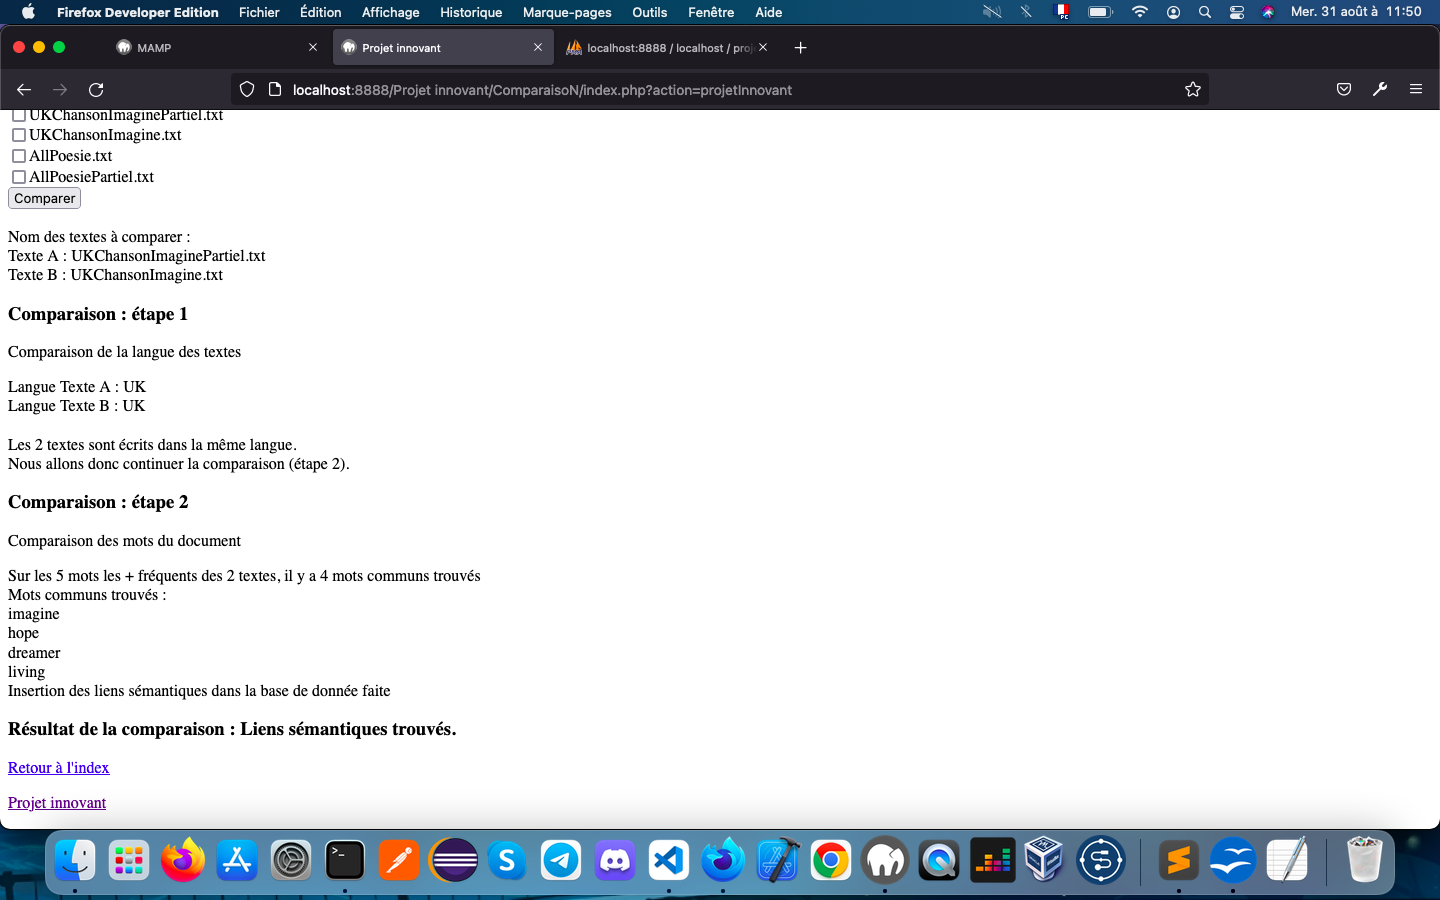 Firefox Developer Edition Fichier Édition Affichage Historique Marque-pages Outils Fenêtre Aide Mer. 31 août à 11:50
MAMP Projet innovant localhost:8888 / localhost / proj
localhost:8888/Projet innovant/ComparaisoN/index.php?action=projetInnovant
UKChansonImaginePartiel.txt
UKChansonImagine.txt
AllPoesie.txt
AllPoesiePartiel.txt
Comparer
Nom des textes à comparer :
Texte A : UKChansonImaginePartiel.txt
Texte B : UKChansonImagine.txt
Comparaison : étape 1
Comparaison de la langue des textes
Langue Texte A : UK
Langue Texte B : UK
Les 2 textes sont écrits dans la même langue.
Nous allons donc continuer la comparaison (étape 2).
Comparaison : étape 2
Comparaison des mots du document
Sur les 5 mots les + fréquents des 2 textes, il y a 4 mots communs trouvés
Mots communs trouvés :
imagine
hope
dreamer
living
Insertion des liens sémantiques dans la base de donnée faite
Résultat de la comparaison : Liens sémantiques trouvés.
Retour à l'index
Projet innovant